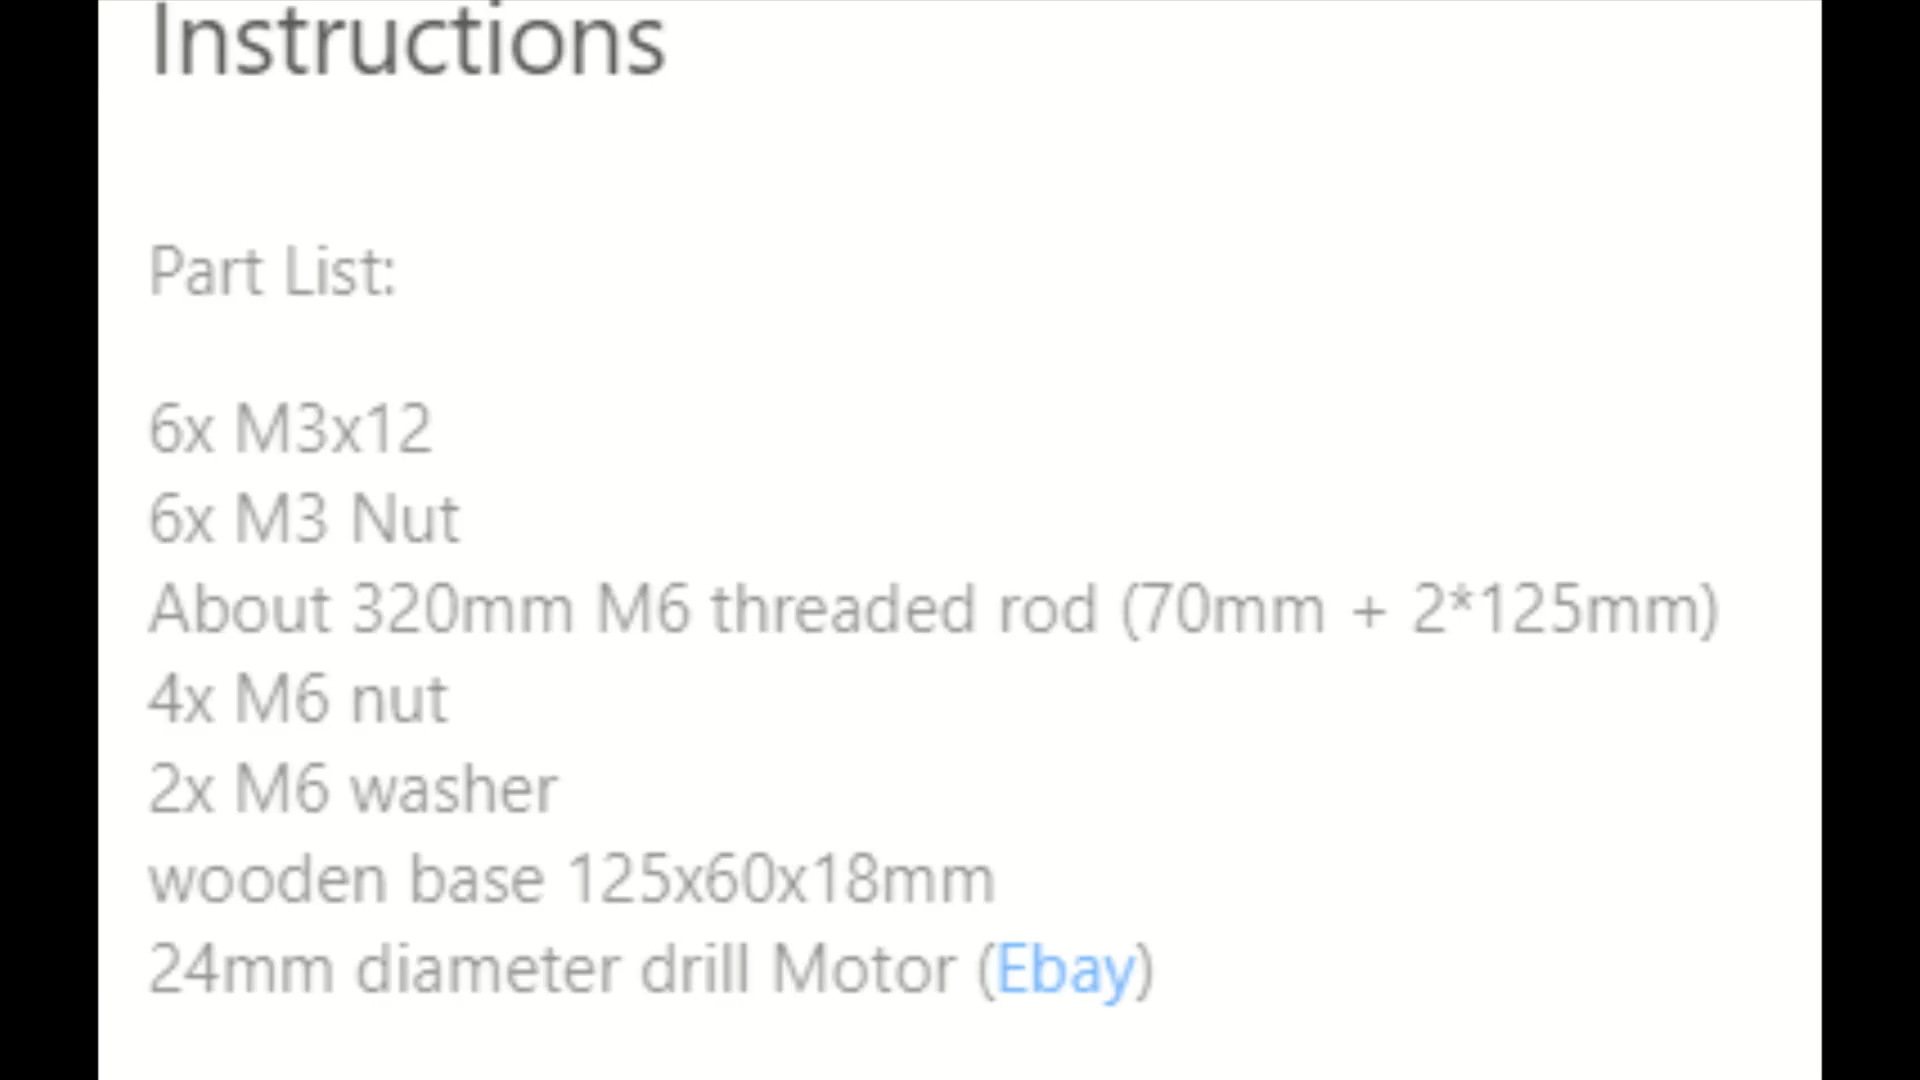 Instructions
Part List:
6x M3x12
6x M3 Nut
About 320mm M6 threaded rod (70mm + 2*125mm)
4x M6 nut
2x M6 washer
wooden base 125x60x18mm
24mm diameter drill Motor (Ebay)